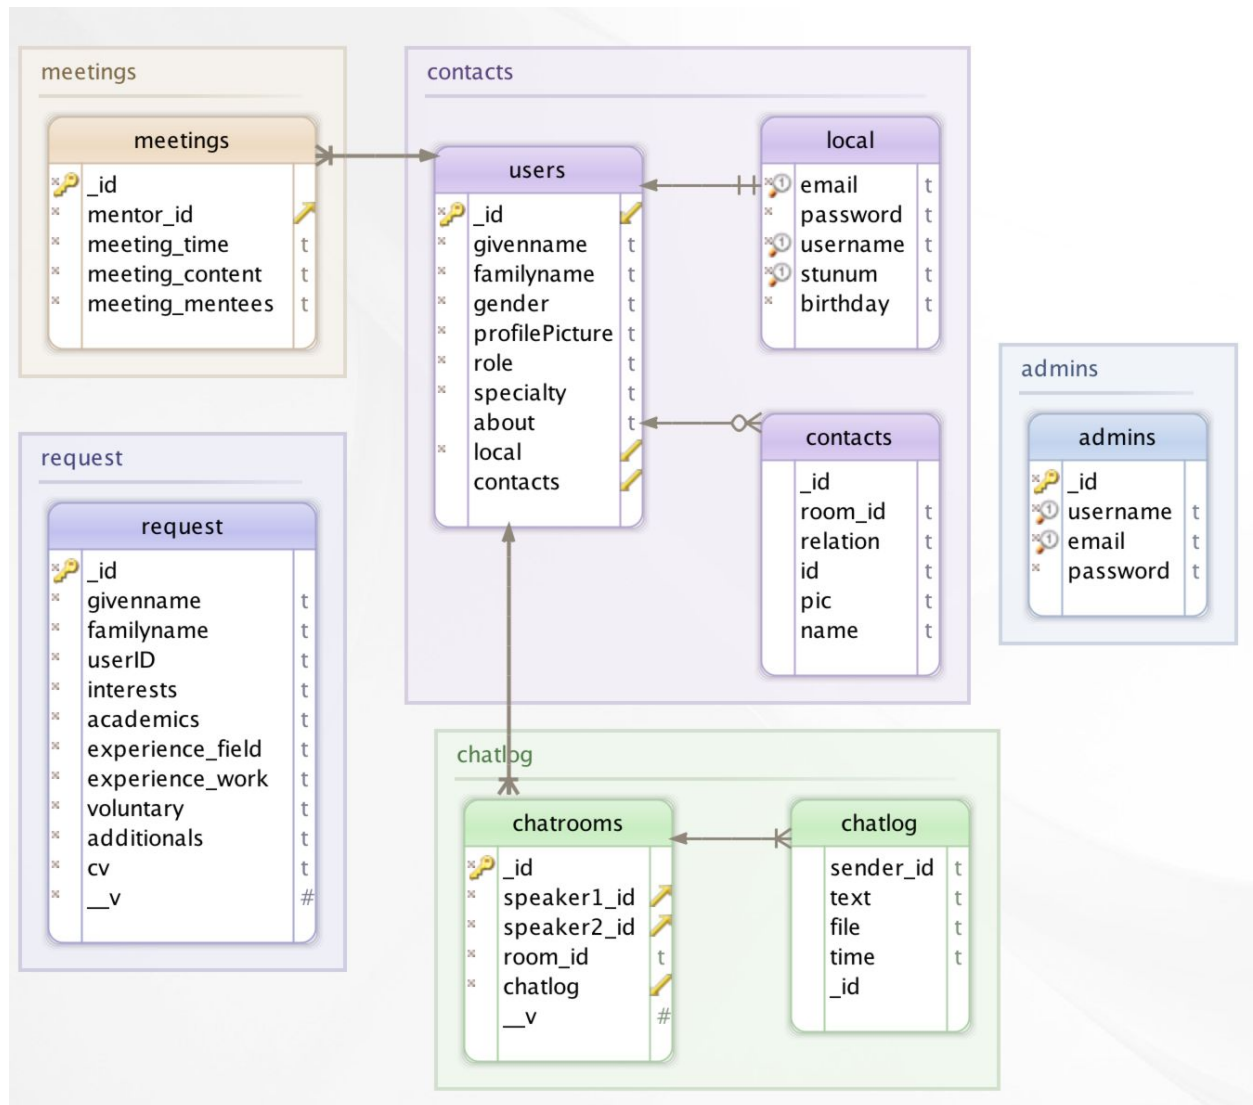 meetings
meetings
_id
mentor_id
meeting_time t
meeting_content t
meeting_mentees t
contacts
users
_id
givenname t
familyname t
gender t
profilePicture t
role t
specialty t
about t
local
contacts
local
email t
password t
username t
stunum t
birthday t
contacts
_id
room_id t
relation t
id t
pic t
name t
admins
admins
_id
username t
email t
password t
request
request
_id
givenname t
familyname t
userID t
interests t
academics t
experience_field t
experience_work t
voluntary t
additionals t
cv t
__v #
chatlog
chatrooms
_id
speaker1_id
speaker2_id
room_id t
chatlog
__v #
chatlog
sender_id t
text t
file t
time t
_id